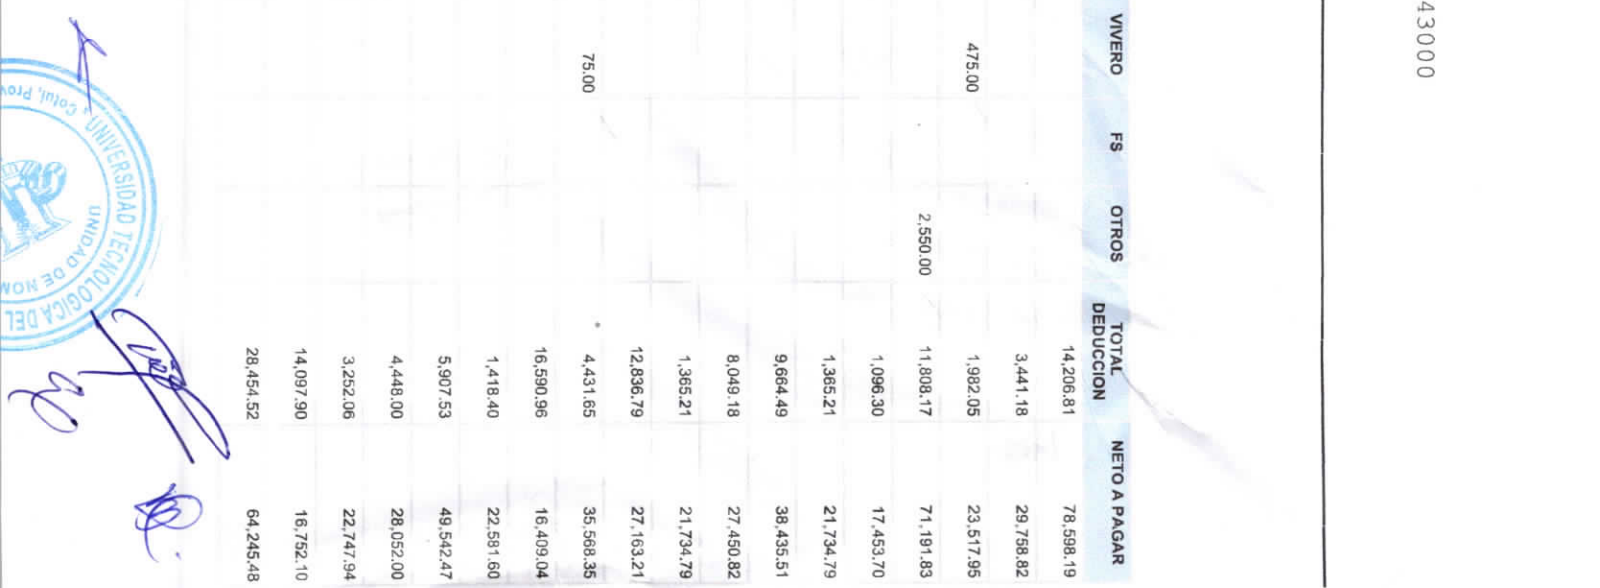 43000
VIVERO FS OTROS TOTAL DEDUCCION NETO A PAGAR
14,206.81 78,598.19
3,441.18 29,758.82
475.00 1,982.05 23,517.95
2,550.00 11,808.17 71,191.83
1,096.30 17,453.70
1,365.21 21,734.79
9,664.49 38,435.51
8,049.18 27,450.82
1,365.21 21,734.79
12,836.79 27,163.21
75.00 4,431.65 35,568.35
16,590.96 16,409.04
1,418.40 22,581.60
5,907.53 49,542.47
4,448.00 28,052.00
3,252.06 22,747.94
14,097.90 16,752.10
28,454.52 64,245.48
UNIVERSIDAD TECNOLOGICA DEL
UNIDAD DE NOM
Cotui, Prov